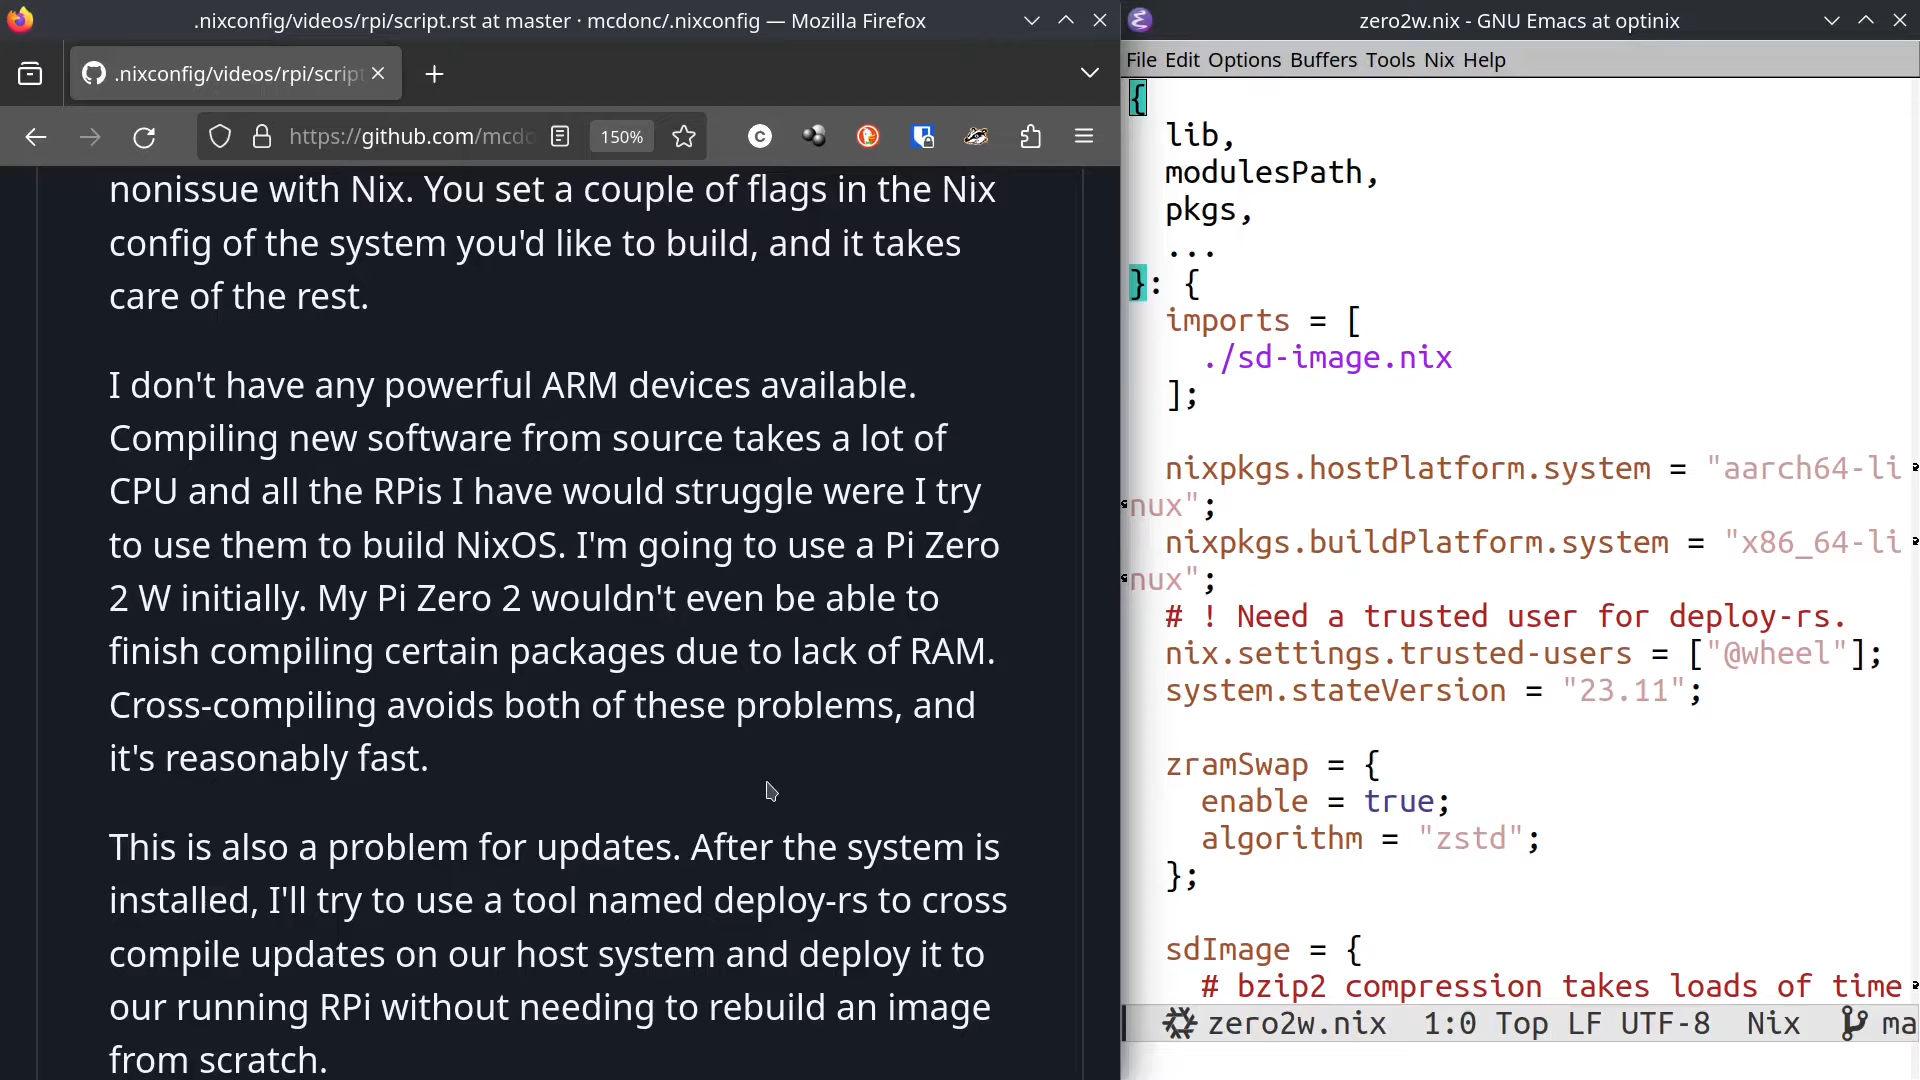 .nixconfig/videos/rpi/script.rst at master · mcdonc/.nixconfig — Mozilla Firefox
.nixconfig/videos/rpi/script
https://github.com/mcdo
150%
nonissue with Nix. You set a couple of flags in the Nix
config of the system you'd like to build, and it takes
care of the rest.
I don't have any powerful ARM devices available.
Compiling new software from source takes a lot of
CPU and all the RPis I have would struggle were I try
to use them to build NixOS. I'm going to use a Pi Zero
2 W initially. My Pi Zero 2 wouldn't even be able to
finish compiling certain packages due to lack of RAM.
Cross-compiling avoids both of these problems, and
it's reasonably fast.
This is also a problem for updates. After the system is
installed, I'll try to use a tool named deploy-rs to cross
compile updates on our host system and deploy it to
our running RPi without needing to rebuild an image
from scratch.
zero2w.nix - GNU Emacs at optinix
File Edit Options Buffers Tools Nix Help
{
lib,
modulesPath,
pkgs,
...
}: {
imports = [
./sd-image.nix
];
nixpkgs.hostPlatform.system = "aarch64-li
nux";
nixpkgs.buildPlatform.system = "x86_64-li
nux";
# ! Need a trusted user for deploy-rs.
nix.settings.trusted-users = ["@wheel"];
system.stateVersion = "23.11";
zramSwap = {
enable = true;
algorithm = "zstd";
};
sdImage = {
# bzip2 compression takes loads of time
zero2w.nix 1:0 Top LF UTF-8 Nix ma